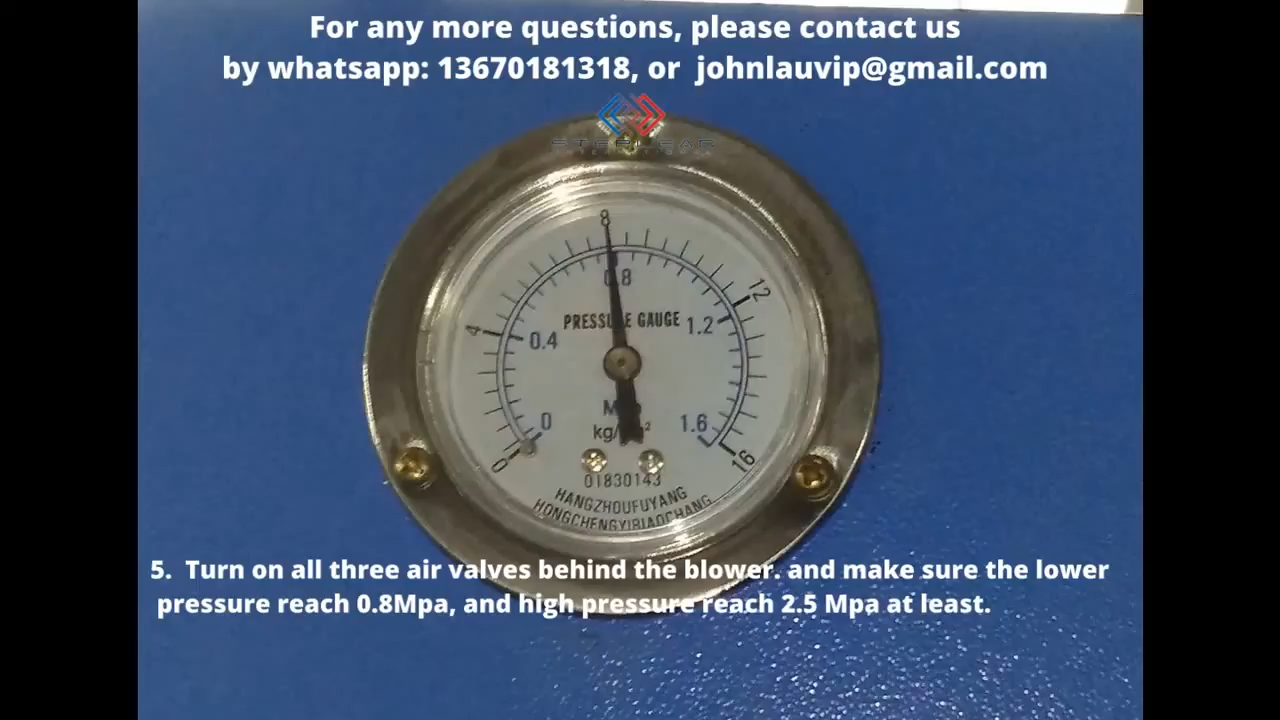 For any more questions, please contact us
by whatsapp: 13670181318, or johnlauvip@gmail.com
8
0.8
12
PRESSURE GAUGE
1.2
4
0.4
0
1.6
kg/
0
16
01830143
HANGZHOUFUYANG
HONGCHENGYIBIAOCHANG
5. Turn on all three air valves behind the blower. and make sure the lower
pressure reach 0.8Mpa, and high pressure reach 2.5 Mpa at least.